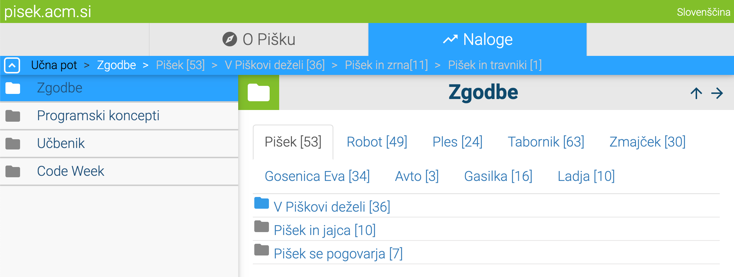 pisek.acm.si
Slovenščina
O Pišku
Naloge
Učna pot > Zgodbe > Pišek [53] > V Piškovi deželi [36] > Pišek in zrna[11] > Pišek in travniki [1]
Zgodbe
Programski koncepti
Učbenik
Code Week
Zgodbe
Pišek [53] Robot [49] Ples [24] Tabornik [63] Zmajček [30]
Gosenica Eva [34] Avto [3] Gasilka [16] Ladja [10]
V Piškovi deželi [36]
Pišek in jajca [10]
Pišek se pogovarja [7]